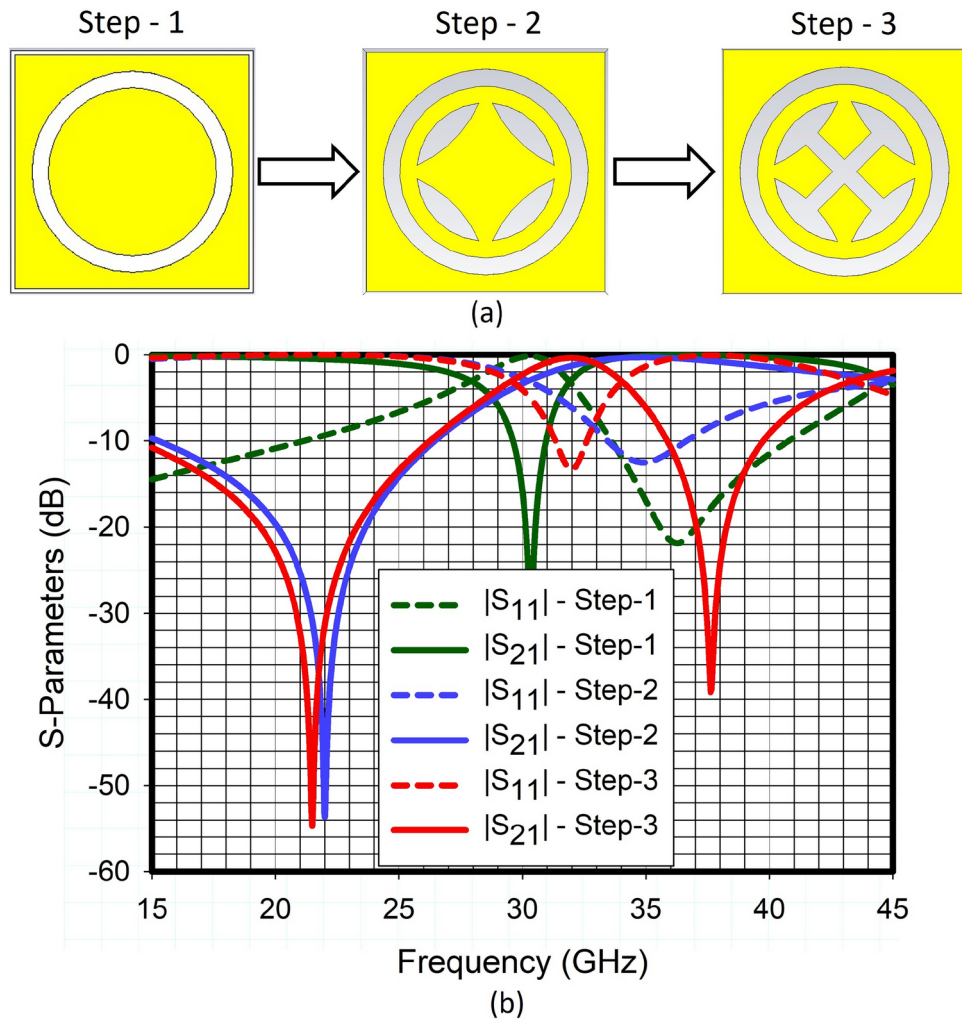 Step - 1 Step - 2 Step - 3
(a)
0
-10
-20
-30
-40
-50
-60
S-Parameters (dB)
|S11| - Step-1
|S21| - Step-1
|S11| - Step-2
|S21| - Step-2
|S11| - Step-3
|S21| - Step-3
15 20 25 30 35 40 45
Frequency (GHz)
(b)